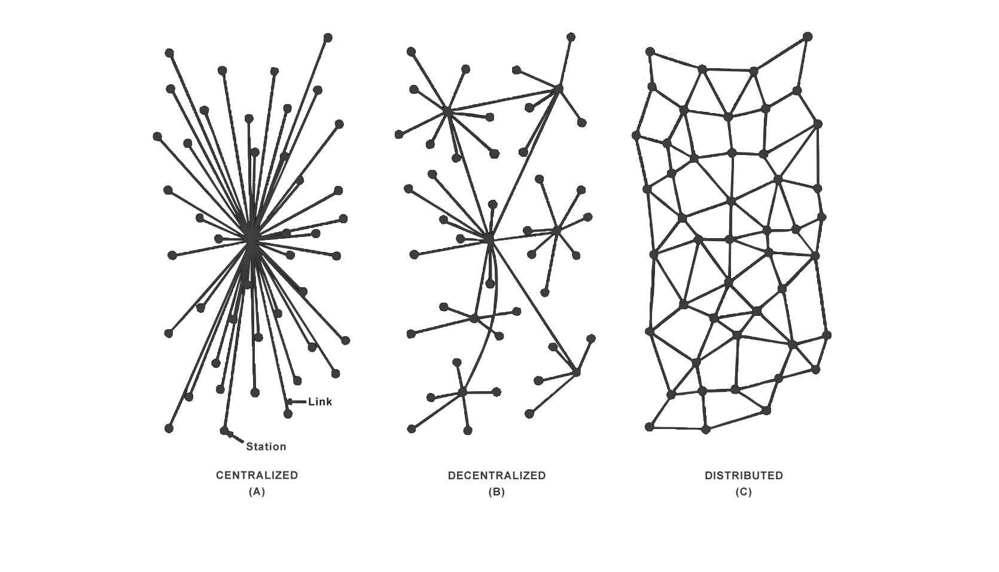 Link
Station
CENTRALIZED
(A)
DECENTRALIZED
(B)
DISTRIBUTED
(C)